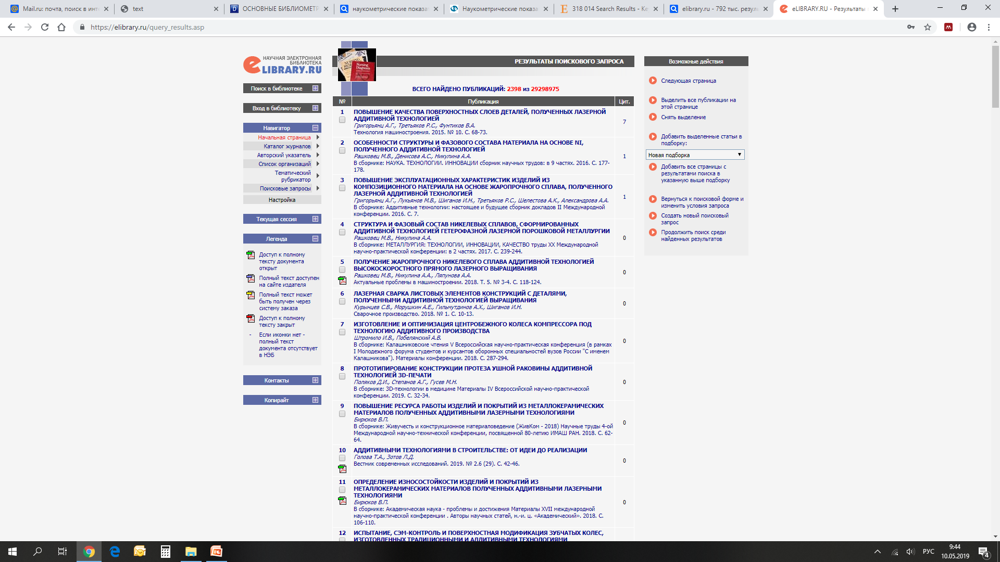 Mail.ru: почта, поиск в инт
text
ОСНОВНЫЕ БИБЛИОМЕТР
наукометрические показат
Наукометрические показа
318 014 Search Results - Ke
elibrary.ru - 792 тыс. резул
eLIBRARY.RU - Результаты
https://elibrary.ru/query_results.asp
НАУЧНАЯ ЭЛЕКТРОННАЯ
БИБЛИОТЕКА
eLIBRARY.RU
Поиск в библиотеке
Вход в библиотеку
Навигатор
Начальная страница
Каталог журналов
Авторский указатель
Список организаций
Тематический
рубрикатор
Поисковые запросы
Настройка
Текущая сессия
Легенда
Доступ к полному
тексту документа
открыт
Полный текст доступен
на сайте издателя
Полный текст может
быть получен через
систему заказа
Доступ к полному
тексту закрыт
- Если иконки нет -
полный текст
документа отсутствует
в НЭБ
Контакты
Копирайт
AJN
Nursing
Diagnosis
РЕЗУЛЬТАТЫ ПОИСКОВОГО ЗАПРОСА
ВСЕГО НАЙДЕНО ПУБЛИКАЦИЙ: 2398 из 29298975
№ Публикация Цит.
1 ПОВЫШЕНИЕ КАЧЕСТВА ПОВЕРХНОСТНЫХ СЛОЕВ ДЕТАЛЕЙ, ПОЛУЧЕННЫХ ЛАЗЕРНОЙ
АДДИТИВНОЙ ТЕХНОЛОГИЕЙ
Григорьянц А.Г., Третьяков Р.С., Фунтиков В.А.
Технология машиностроения. 2015. № 10. С. 68-73.
7
2 ОСОБЕННОСТИ СТРУКТУРЫ И ФАЗОВОГО СОСТАВА МАТЕРИАЛА НА ОСНОВЕ NI,
ПОЛУЧЕННОГО АДДИТИВНОЙ ТЕХНОЛОГИЕЙ
Рашковец М.В., Денисова А.С., Никулина А.А.
В сборнике: НАУКА. ТЕХНОЛОГИИ. ИННОВАЦИИ сборник научных трудов: в 9 частях. 2016. С. 177-
178.
1
3 ПОВЫШЕНИЕ ЭКСПЛУАТАЦИОННЫХ ХАРАКТЕРИСТИК ИЗДЕЛИЙ ИЗ
КОМПОЗИЦИОННОГО МАТЕРИАЛА НА ОСНОВЕ ЖАРОПРОЧНОГО СПЛАВА, ПОЛУЧЕННОГО
ЛАЗЕРНОЙ АДДИТИВНОЙ ТЕХНОЛОГИЕЙ
Григорьянц А.Г., Лукьянов М.В., Шиганов И.Н., Третьяков Р.С., Шелестова А.К., Александрова А.А.
В сборнике: Аддитивные технологии: настоящее и будущее сборник докладов II Международной
конференции. 2016. С. 7.
1
4 СТРУКТУРА И ФАЗОВЫЙ СОСТАВ НИКЕЛЕВЫХ СПЛАВОВ, СФОРМИРОВАННЫХ
АДДИТИВНОЙ ТЕХНОЛОГИЕЙ ГЕТЕРОФАЗНОЙ ЛАЗЕРНОЙ ПОРОШКОВОЙ МЕТАЛЛУРГИИ
Рашковец М.В., Никулина А.А.
В сборнике: МЕТАЛЛУРГИЯ: ТЕХНОЛОГИИ, ИННОВАЦИИ, КАЧЕСТВО труды XX Международной
научно-практической конференции: в 2 частях. 2017. С. 239-244.
0
5 ПОЛУЧЕНИЕ ЖАРОПРОЧНОГО НИКЕЛЕВОГО СПЛАВА АДДИТИВНОЙ ТЕХНОЛОГИЕЙ
ВЫСОКОСКОРОСТНОГО ПРЯМОГО ЛАЗЕРНОГО ВЫРАЩИВАНИЯ
Рашковец М.В., Никулина А.А., Ляпунова А.А.
Актуальные проблемы в машиностроении. 2018. Т. 5. № 3-4. С. 118-124.
0
6 ЛАЗЕРНАЯ СВАРКА ЛИСТОВЫХ ЭЛЕМЕНТОВ КОНСТРУКЦИЙ С ДЕТАЛЯМИ,
ПОЛУЧЕННЫМИ АДДИТИВНОЙ ТЕХНОЛОГИЕЙ ВЫРАЩИВАНИЯ
Курынцев С.В., Морушкин А.Е., Гильмутдинов А.Х., Шиганов И.Н.
Сварочное производство. 2018. № 1. С. 10-13.
0
7 ИЗГОТОВЛЕНИЕ И ОПТИМИЗАЦИЯ ЦЕНТРОБЕЖНОГО КОЛЕСА КОМПРЕССОРА ПОД
ТЕХНОЛОГИЮ АДДИТИВНОГО ПРОИЗВОДСТВА
Штромило И.В., Побелянский А.В.
В сборнике: Калашниковские чтения V Всероссийская научно-практическая конференция (в рамках
I Молодежного форума студентов и курсантов оборонных специальностей вузов России "С именем
Калашникова"). Материалы конференции. 2018. С. 287-294.
0
8 ПРОТОТИПИРОВАНИЕ КОНСТРУКЦИИ ПРОТЕЗА УШНОЙ РАКОВИНЫ АДДИТИВНОЙ
ТЕХНОЛОГИЕЙ 3D-ПЕЧАТИ
Поляков Д.И., Степанов А.Г., Гусев М.Н.
В сборнике: 3D-технологии в медицине Материалы IV Всероссийской научно-практической
конференции. 2019. С. 32-34.
0
9 ПОВЫШЕНИЕ РЕСУРСА РАБОТЫ ИЗДЕЛИЙ И ПОКРЫТИЙ ИЗ МЕТАЛЛОКЕРАМИЧЕСКИХ
МАТЕРИАЛОВ ПОЛУЧЕННЫХ АДДИТИВНЫМИ ЛАЗЕРНЫМИ ТЕХНОЛОГИЯМИ
Бирюков В.П.
В сборнике: Живучесть и конструкционное материаловедение (ЖивКом - 2018) Научные труды 4-ой
Международной научно-технической конференции, посвященной 80-летию ИМАШ РАН. 2018. С. 62-
64.
0
10 АДДИТИВНЫМИ ТЕХНОЛОГИЯМИ В СТРОИТЕЛЬСТВЕ: ОТ ИДЕИ ДО РЕАЛИЗАЦИИ
Голова Т.А., Зотов Л.Д.
Вестник современных исследований. 2019. № 2.6 (29). С. 42-46.
0
11 ОПРЕДЕЛЕНИЕ ИЗНОСОСТОЙКОСТИ ИЗДЕЛИЙ И ПОКРЫТИЙ ИЗ
МЕТАЛЛОКЕРАМИЧЕСКИХ МАТЕРИАЛОВ ПОЛУЧЕННЫХ АДДИТИВНЫМИ ЛАЗЕРНЫМИ
ТЕХНОЛОГИЯМИ
Бирюков В.П.
В сборнике: Академическая наука - проблемы и достижения Материалы XVII международной
научно-практической конференции . Авторы научных статей, н.-и. ц. «Академический». 2018. С.
106-110.
0
12 ИСПЫТАНИЕ, СЭМ-КОНТРОЛЬ И ПОВЕРХНОСТНАЯ МОДИФИКАЦИЯ ЗУБЧАТЫХ КОЛЕС,
ИЗГОТОВЛЕННЫХ ТРАДИЦИОННЫМИ И АДДИТИВНЫМИ ТЕХНОЛОГИЯМИ
Возможные действия
Следующая страница
Выделить все публикации на
этой странице
Снять выделение
Добавить выделенные статьи в
подборку:
Новая подборка
Добавить все страницы с
результатами поиска в
указанную выше подборку
Вернуться к поисковой форме и
изменить условия запроса
Создать новый поисковый
запрос
Продолжить поиск среди
найденных результатов
РУС
9:44
10.05.2019
4